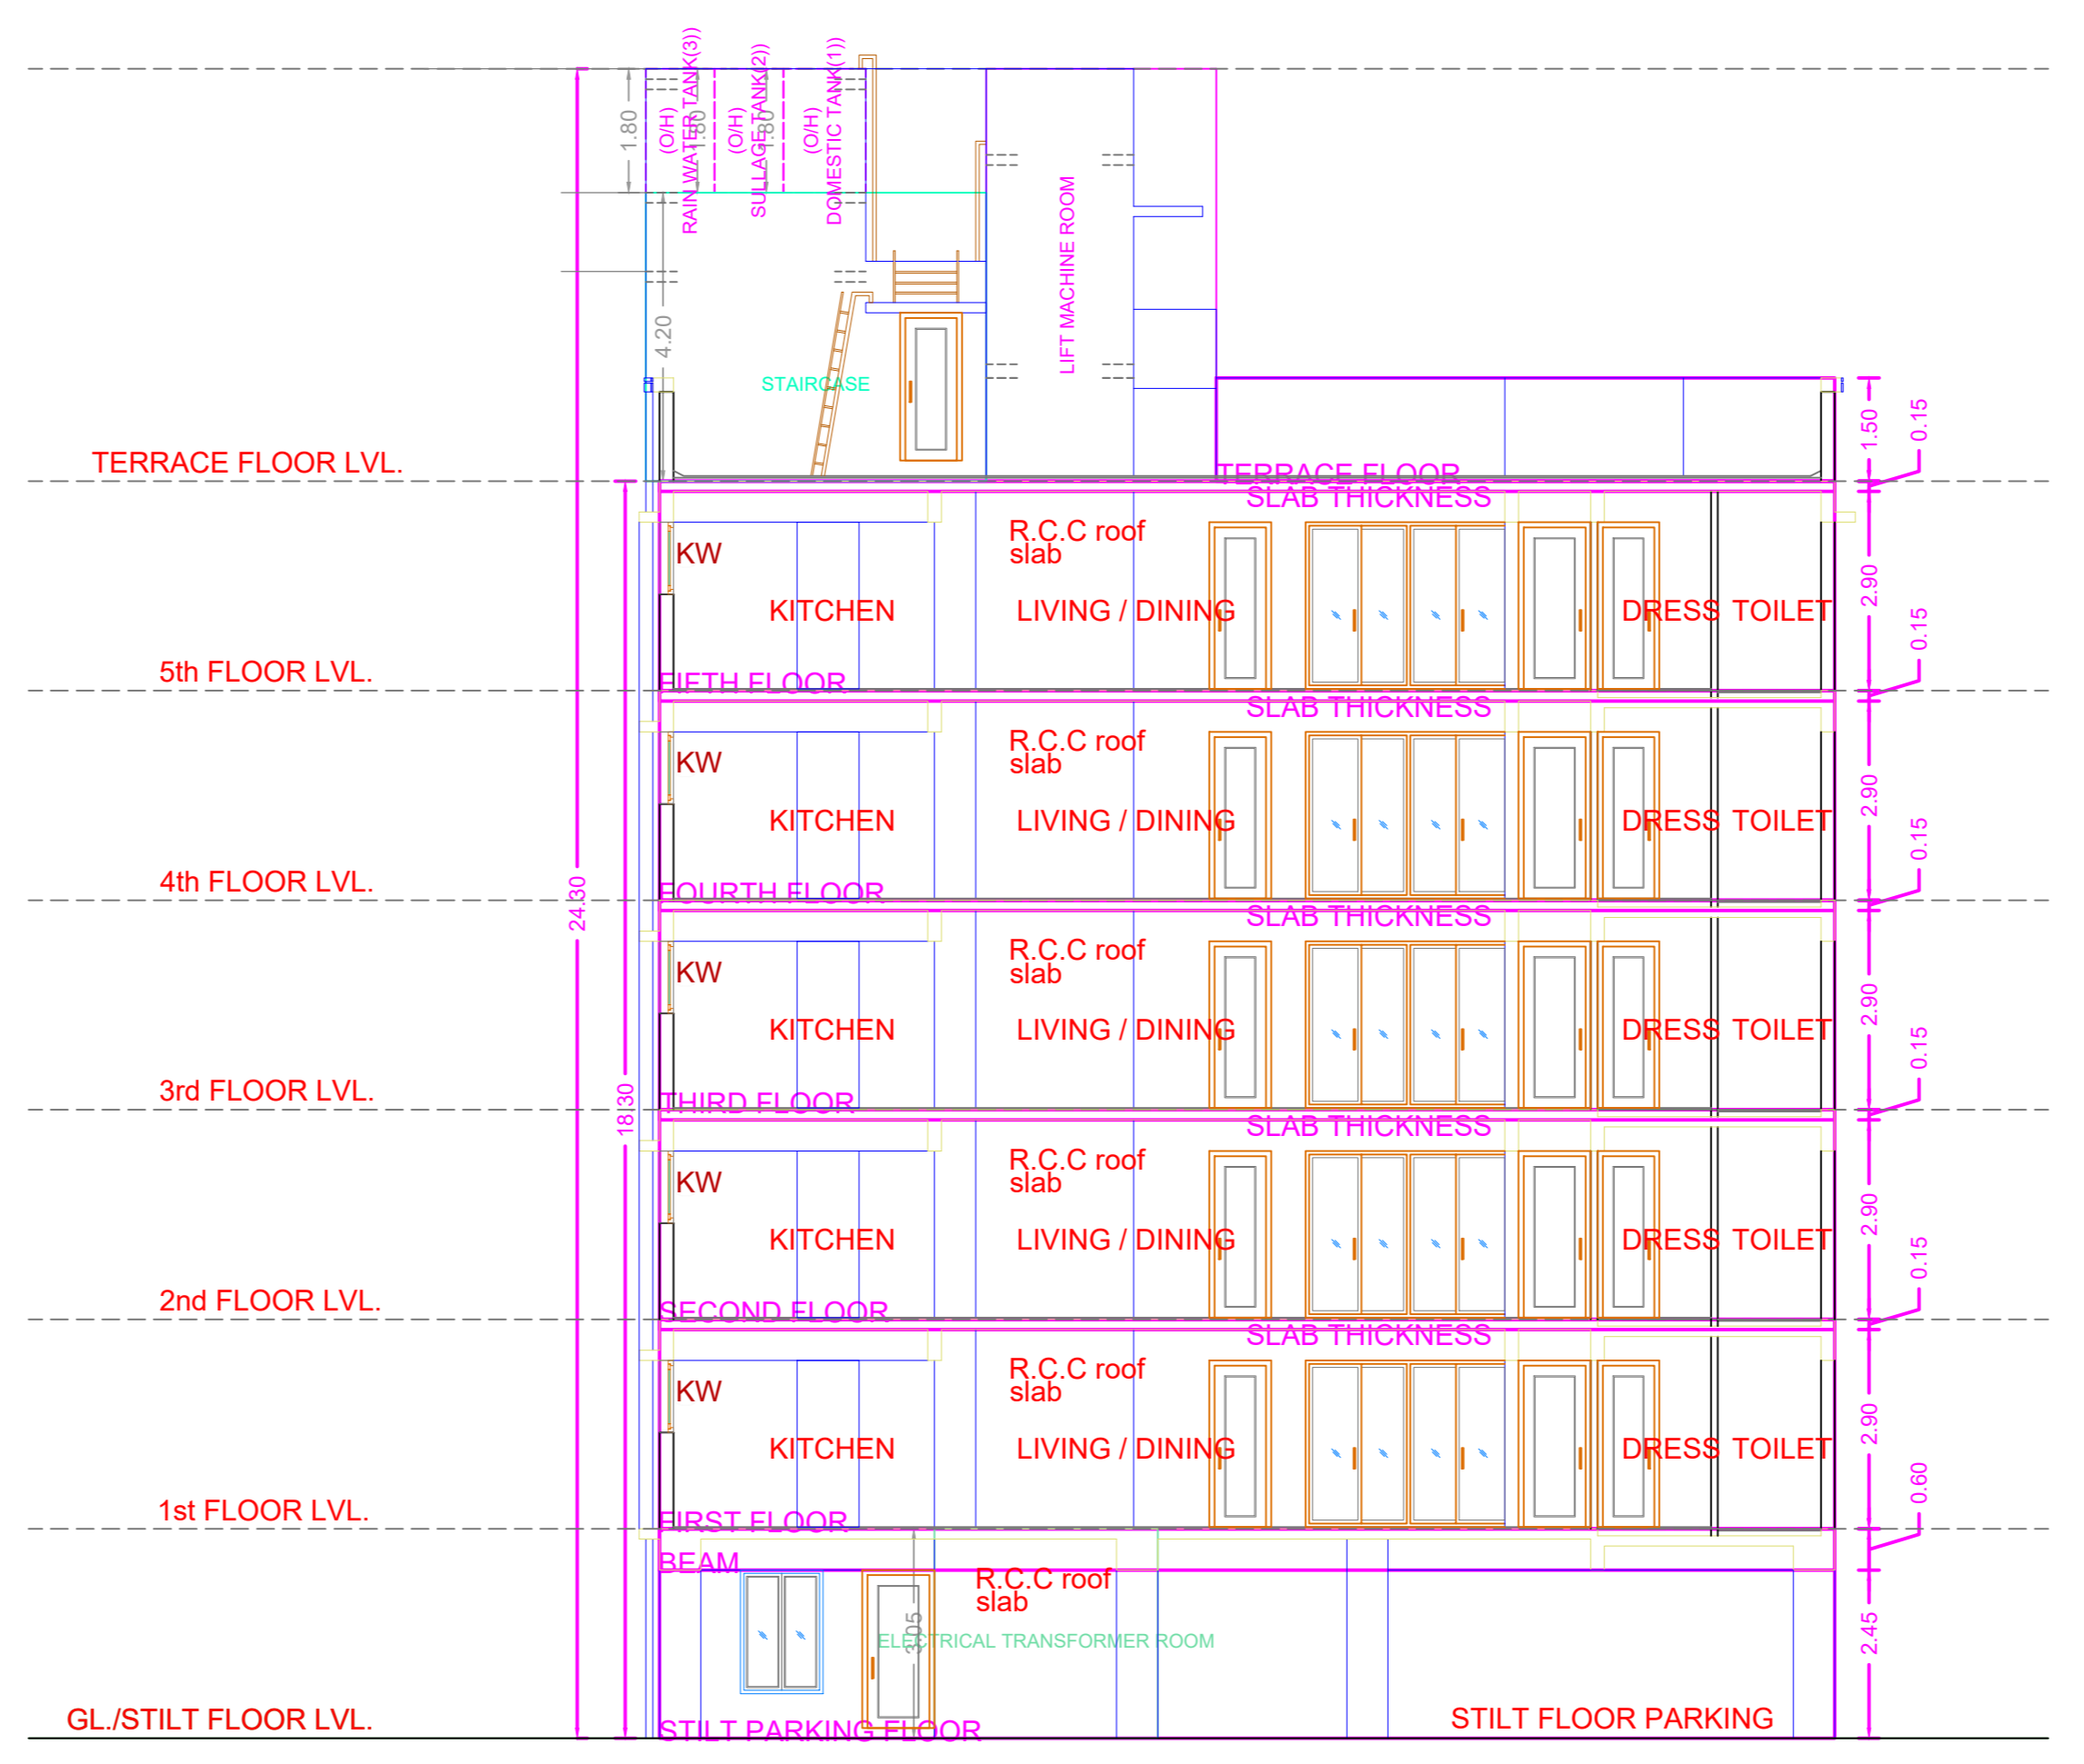 (O/H)
RAIN WATER TANK(3))
(O/H)
SULLAGE TANK(2))
(O/H)
DOMESTIC TANK(1))
1.80
1.80
1.80
LIFT MACHINE ROOM
4.20
STAIRCASE
1.50
0.15
TERRACE FLOOR LVL.
TERRACE FLOOR
SLAB THICKNESS
R.C.C roof
slab
KW
KITCHEN
LIVING / DINING
DRESS
TOILET
2.90
0.15
5th FLOOR LVL.
FIFTH FLOOR
SLAB THICKNESS
R.C.C roof
slab
KW
KITCHEN
LIVING / DINING
DRESS
TOILET
2.90
0.15
4th FLOOR LVL.
24.30
FOURTH FLOOR
SLAB THICKNESS
R.C.C roof
slab
KW
KITCHEN
LIVING / DINING
DRESS
TOILET
2.90
0.15
3rd FLOOR LVL.
18.30
THIRD FLOOR
SLAB THICKNESS
R.C.C roof
slab
KW
KITCHEN
LIVING / DINING
DRESS
TOILET
2.90
0.15
2nd FLOOR LVL.
SECOND FLOOR
SLAB THICKNESS
R.C.C roof
slab
KW
KITCHEN
LIVING / DINING
DRESS
TOILET
2.90
0.60
1st FLOOR LVL.
FIRST FLOOR
BEAM
R.C.C roof
slab
3.05
ELECTRICAL TRANSFORMER ROOM
2.45
GL./STILT FLOOR LVL.
STILT PARKING FLOOR
STILT FLOOR PARKING